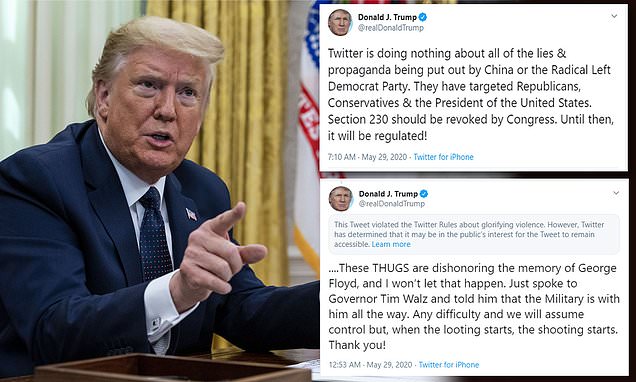 Donald J. Trump
@realDonaldTrump
Twitter is doing nothing about all of the lies &
propaganda being put out by China or the Radical Left
Democrat Party. They have targeted Republicans,
Conservatives & the President of the United States.
Section 230 should be revoked by Congress. Until then,
it will be regulated!
7:10 AM · May 29, 2020 · Twitter for iPhone
Donald J. Trump
@realDonaldTrump
This Tweet violated the Twitter Rules about glorifying violence. However, Twitter
has determined that it may be in the public's interest for the Tweet to remain
accessible. Learn more
....These THUGS are dishonoring the memory of George
Floyd, and I won't let that happen. Just spoke to
Governor Tim Walz and told him that the Military is with
him all the way. Any difficulty and we will assume
control but, when the looting starts, the shooting starts.
Thank you!
12:53 AM · May 29, 2020 · Twitter for iPhone